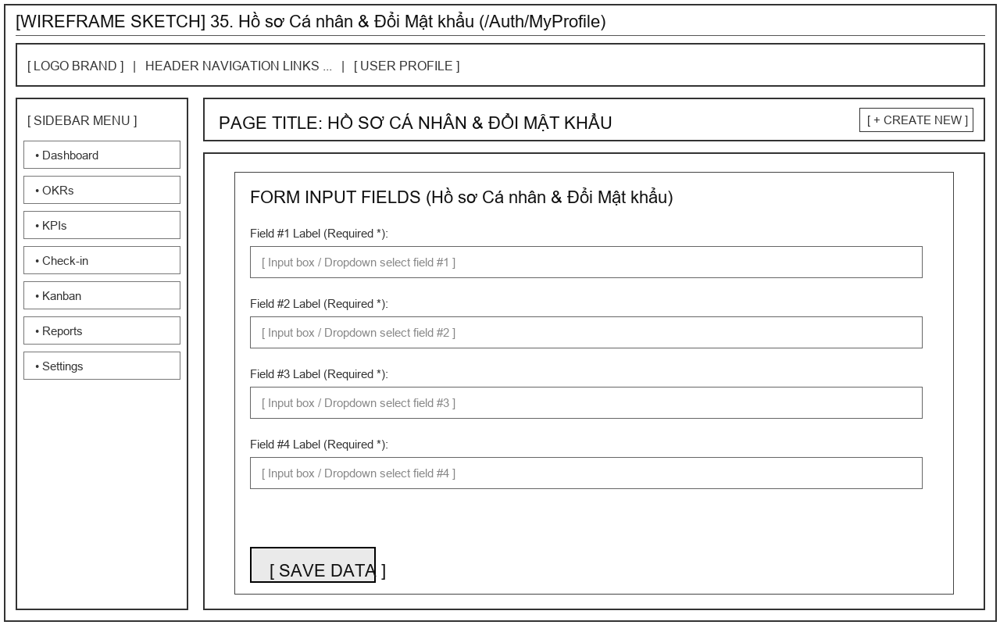 [WIREFRAME SKETCH] 35. Hồ sơ Cá nhân & Đổi Mật khẩu (/Auth/MyProfile)
[ LOGO BRAND ] | HEADER NAVIGATION LINKS ... | [ USER PROFILE ]
[ SIDEBAR MENU ]
• Dashboard
• OKRs
• KPIs
• Check-in
• Kanban
• Reports
• Settings
PAGE TITLE: HỒ SƠ CÁ NHÂN & ĐỔI MẬT KHẨU
[ + CREATE NEW ]
FORM INPUT FIELDS (Hồ sơ Cá nhân & Đổi Mật khẩu)
Field #1 Label (Required *):
[ Input box / Dropdown select field #1 ]
Field #2 Label (Required *):
[ Input box / Dropdown select field #2 ]
Field #3 Label (Required *):
[ Input box / Dropdown select field #3 ]
Field #4 Label (Required *):
[ Input box / Dropdown select field #4 ]
[ SAVE DATA ]